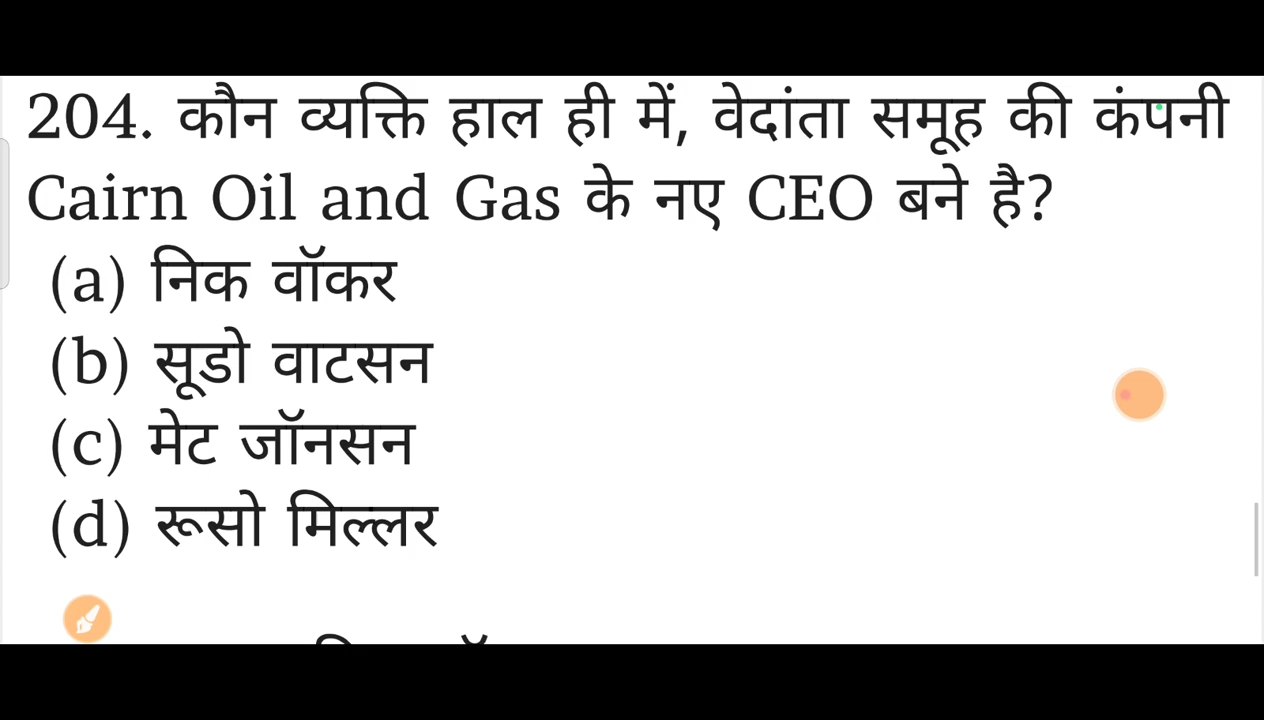 204. कौन व्यक्ति हाल ही में, वेदांता समूह की कंपनी
Cairn Oil and Gas के नए CEO बने है?
(a) निक वॉकर
(b) सूडो वाटसन
(c) मेट जॉनसन
(d) रूसो मिल्लर